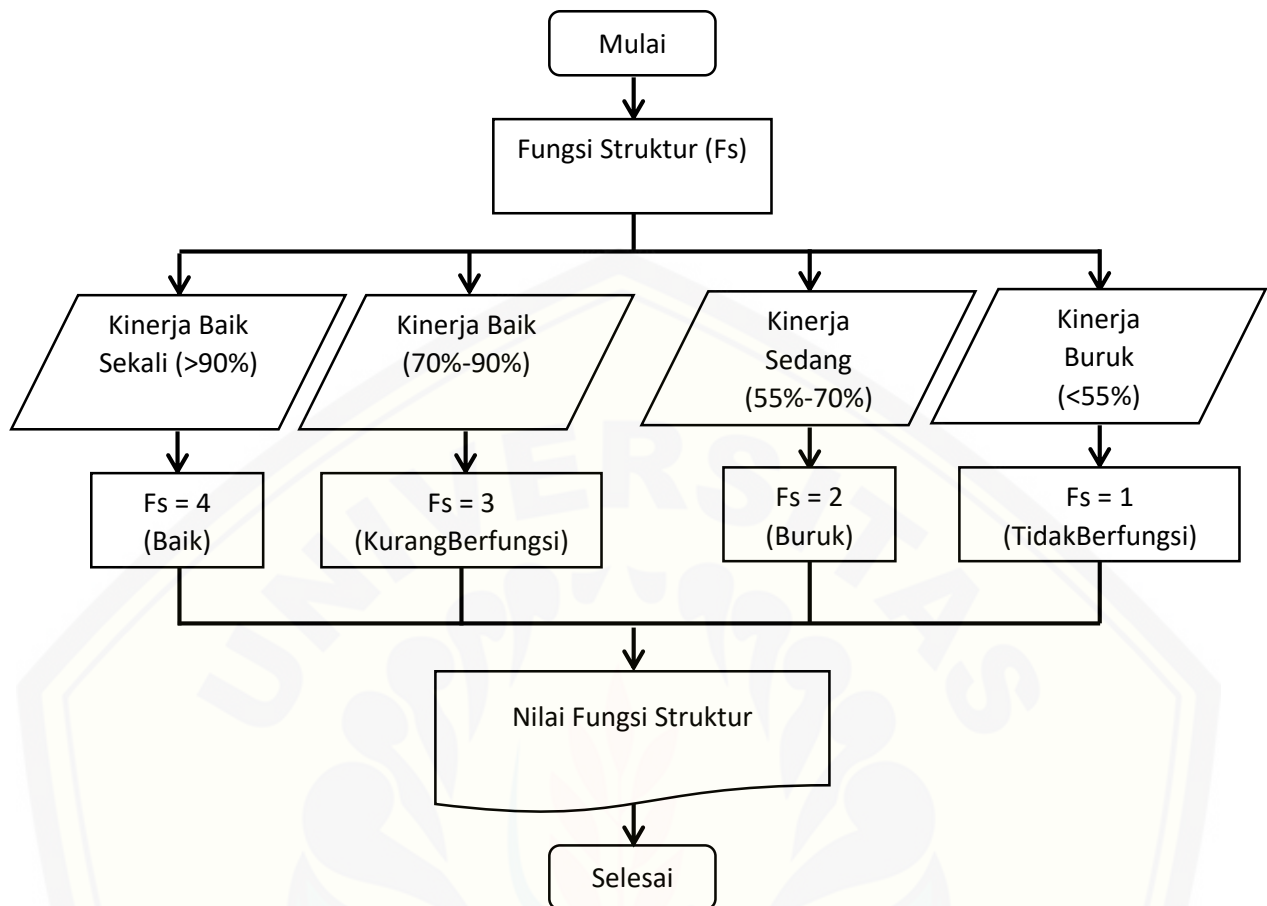 Mulai
Fungsi Struktur (Fs)
Kinerja Baik
Sekali (>90%)
Kinerja Baik
(70%-90%)
Kinerja
Sedang
(55%-70%)
Kinerja
Buruk
(<55%)
Fs = 4
(Baik)
Fs = 3
(KurangBerfungsi)
Fs = 2
(Buruk)
Fs = 1
(TidakBerfungsi)
UNIVERSITAS
Nilai Fungsi Struktur
Selesai